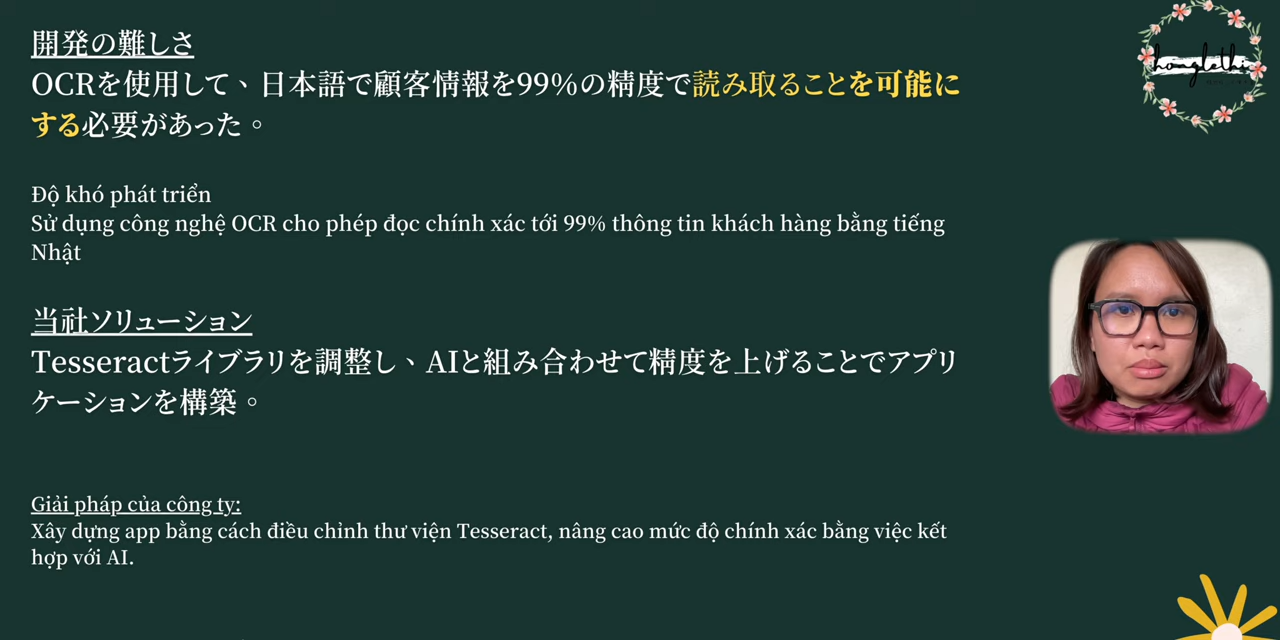 開発の難しさ
OCRを使用して、日本語で顧客情報を99%の精度で読み取ることを可能に
する必要があった。
Độ khó phát triển
Sử dụng công nghệ OCR cho phép đọc chính xác tới 99% thông tin khách hàng bằng tiếng
Nhật
当社ソリューション
Tesseractライブラリを調整し、AIと組み合わせて精度を上げることでアプリ
ケーションを構築。
Giải pháp của công ty:
Xây dựng app bằng cách điều chỉnh thư viện Tesseract, nâng cao mức độ chính xác bằng việc kết
hợp với AI.
honglethi